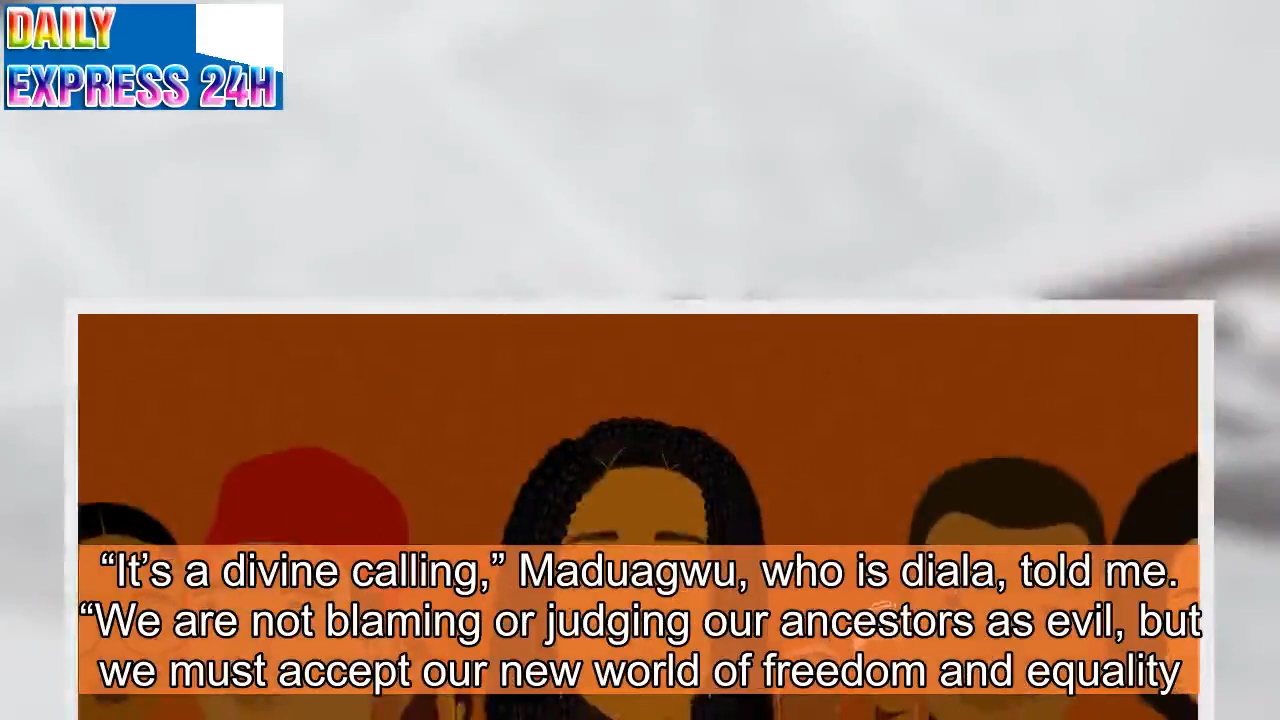 DAILY
EXPRESS 24H
“It’s a divine calling,” Maduagwu, who is diala, told me.
“We are not blaming or judging our ancestors as evil, but
we must accept our new world of freedom and equality